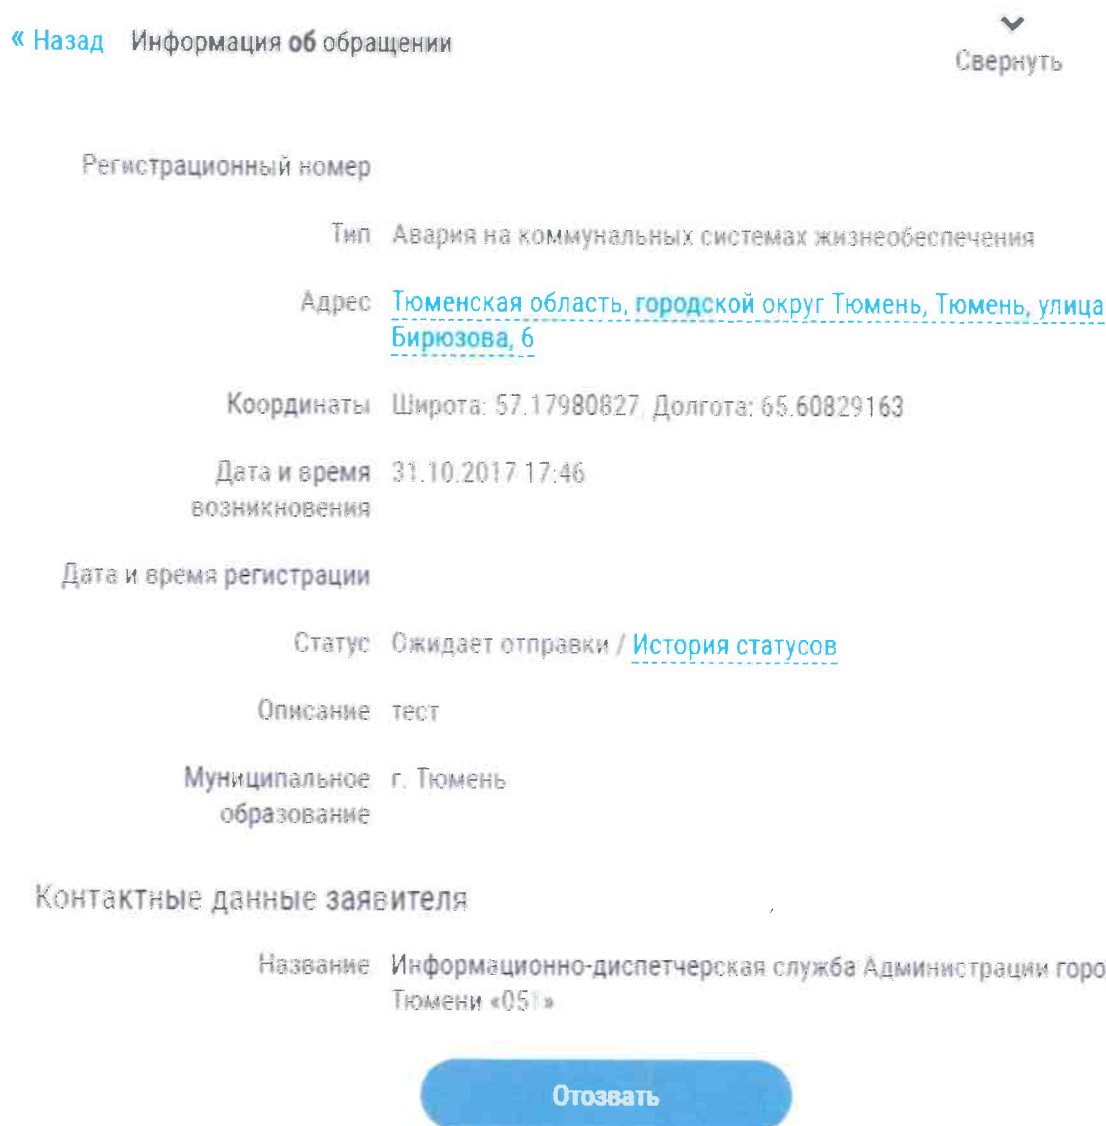 « Назад Информация об обращении
Свернуть
Регистрационный номер
Тип Авария на коммунальных системах жизнеобеспечения
Адрес Тюменская область, городской округ Тюмень, Тюмень, улица
Бирюзова, 6
Координаты Широта: 57.17980827, Долгота: 65.60829163
Дата и время 31.10.2017 17:46
возникновения
Дата и время регистрации
Статус Ожидает отправки / История статусов
Описание тест
Муниципальное г. Тюмень
образование
Контактные данные заявителя
Название Информационно-диспетчерская служба Администрации горо
Тюмени «051»
Отозвать